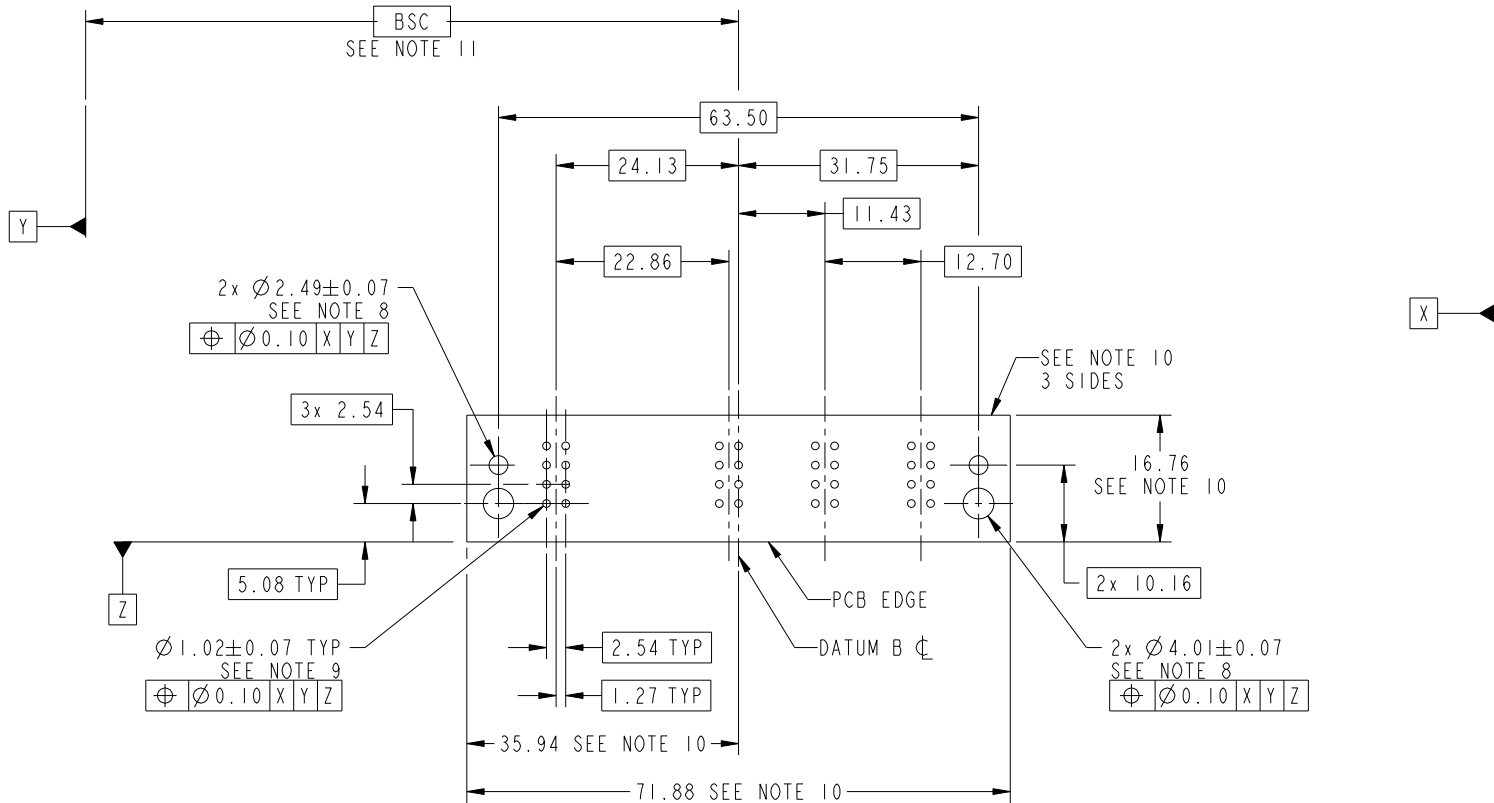 BSC
SEE NOTE 11
63.50
24.13
31.75
11.43
Y
22.86
12.70
2x Ø2.49±0.07
SEE NOTE 8
⌖ Ø0.10 X Y Z
X
SEE NOTE 10
3 SIDES
3x 2.54
16.76
SEE NOTE 10
5.08 TYP
2x 10.16
Z
PCB EDGE
Ø1.02±0.07 TYP
SEE NOTE 9
⌖ Ø0.10 X Y Z
2.54 TYP
DATUM B ℄
2x Ø4.01±0.07
SEE NOTE 8
⌖ Ø0.10 X Y Z
1.27 TYP
35.94 SEE NOTE 10
71.88 SEE NOTE 10